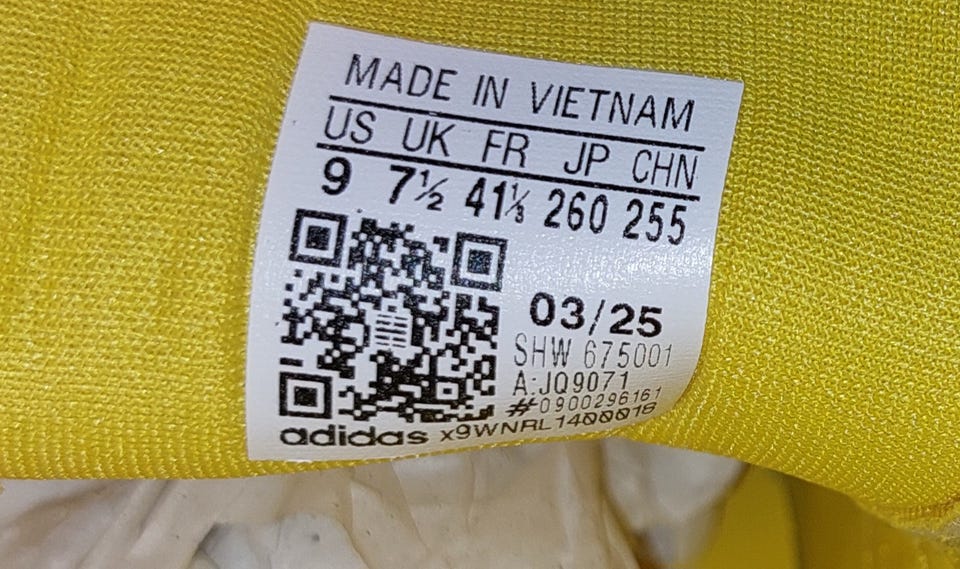 MADE IN VIETNAM
US UK FR JP CHN
9 7½ 41⅓ 260 255
03/25
SHW 675001
A:JQ9071
#0900296161
adidas X9WNRL1400018